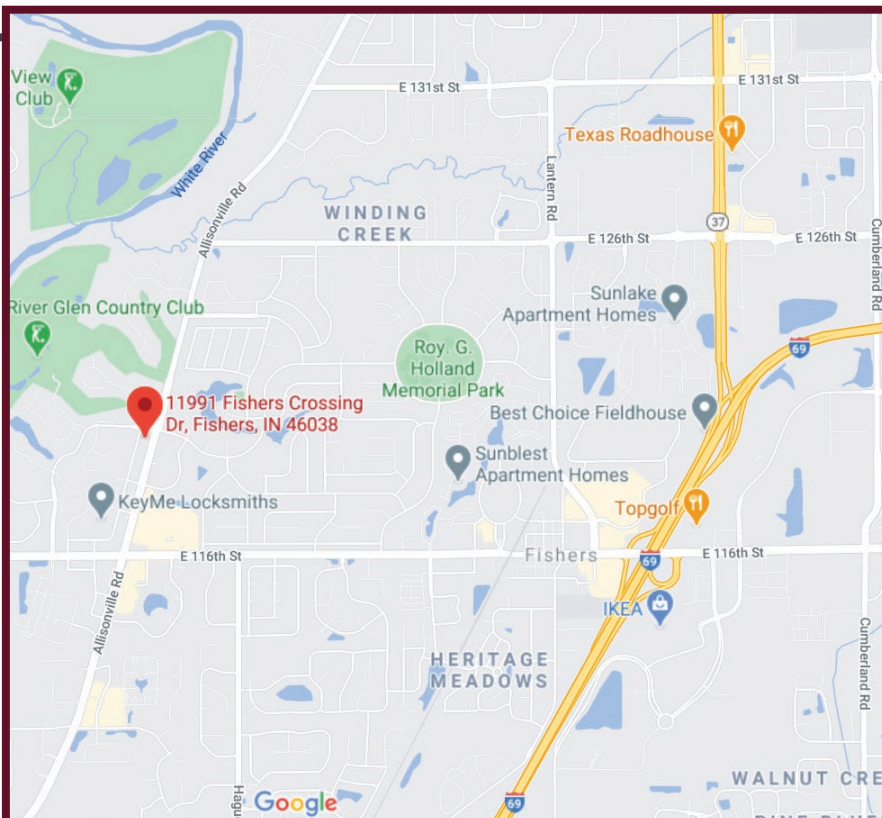 View
Club
E 131st St
E 131st St
Texas Roadhouse
White River
Allisonville Rd
Lantern Rd
WINDING
CREEK
37
E 126th St
E 126th St
Cumberland Rd
River Glen Country Club
Sunlake
Apartment Homes
69
Roy. G.
Holland
Memorial Park
11991 Fishers Crossing
Dr, Fishers, IN 46038
Best Choice Fieldhouse
Sunblest
Apartment Homes
KeyMe Locksmiths
Topgolf
E 116th St
Fishers
69
E 116th St
Allisonville Rd
IKEA
Cumberland Rd
HERITAGE
MEADOWS
WALNUT CRE
Hagu
Google
69